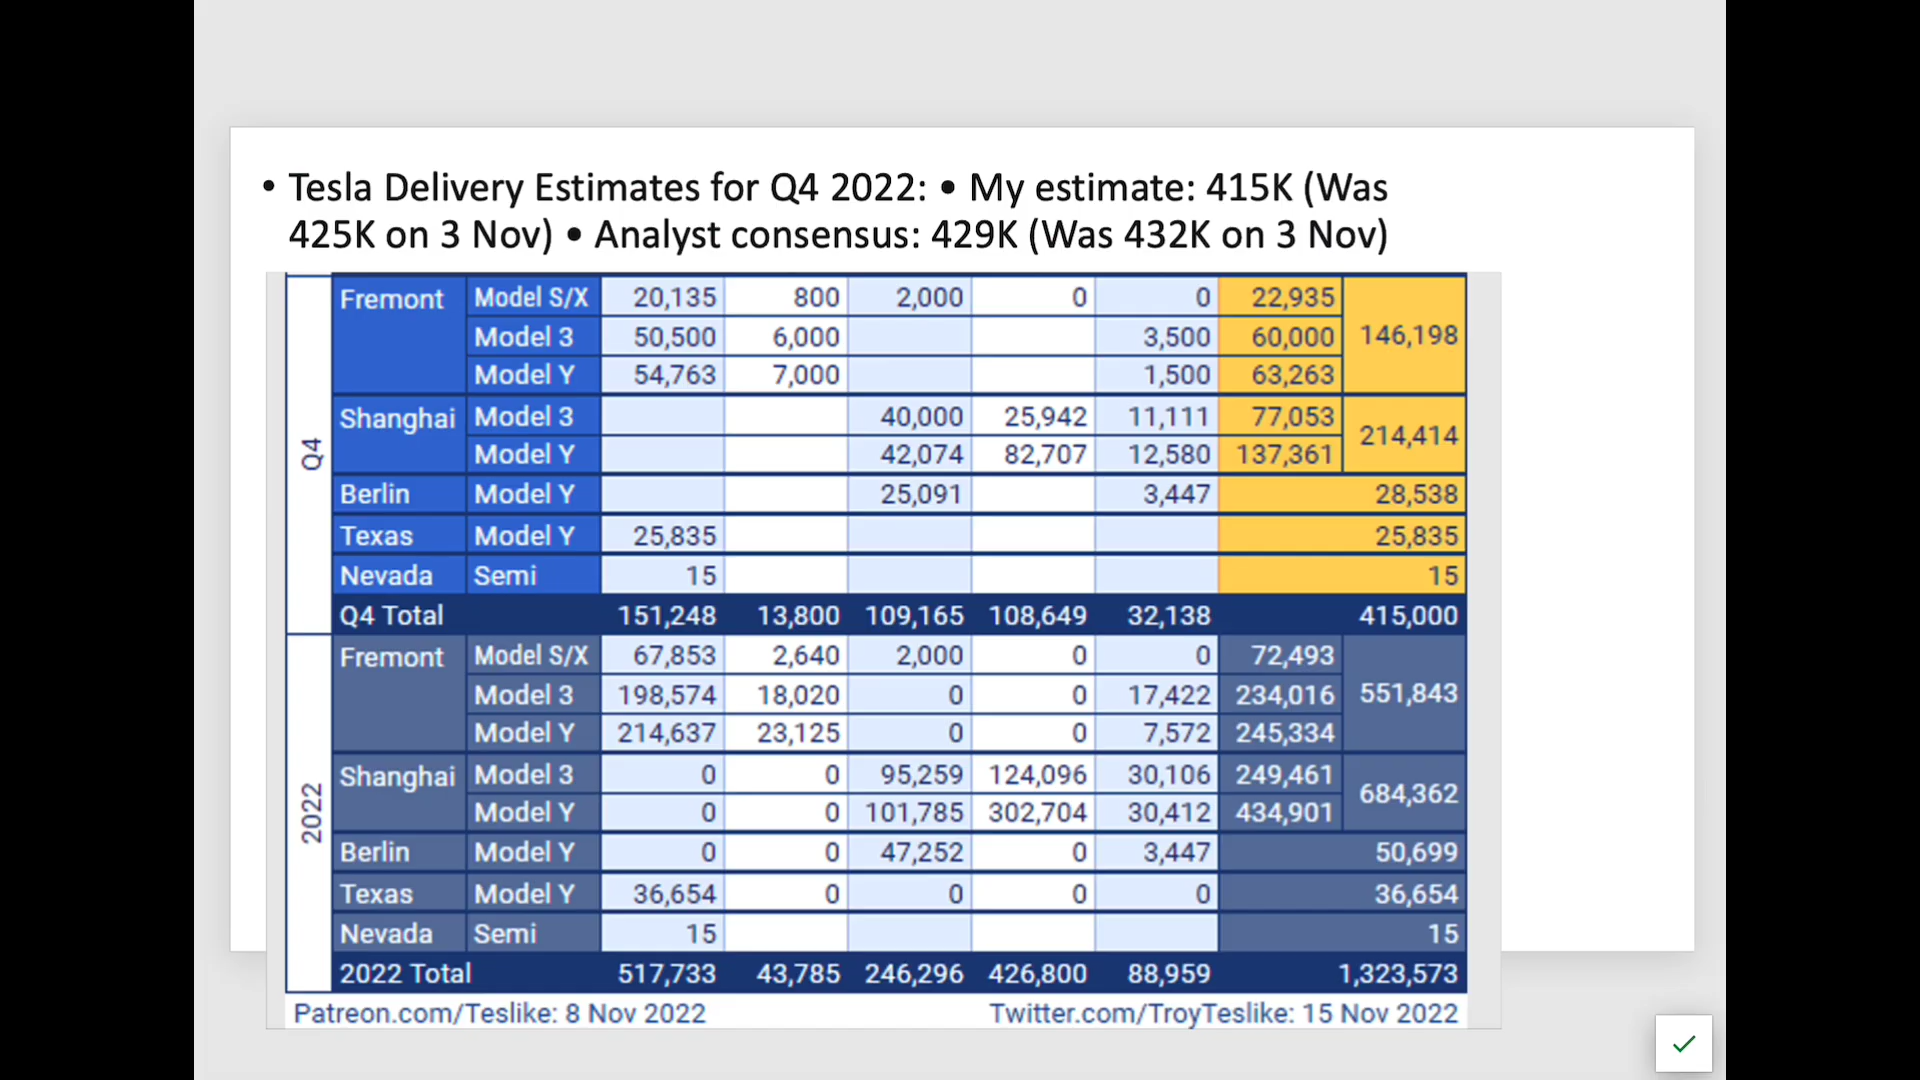 • Tesla Delivery Estimates for Q4 2022: • My estimate: 415K (Was
425K on 3 Nov) • Analyst consensus: 429K (Was 432K on 3 Nov)
Q4
Fremont Model S/X 20,135 800 2,000 0 0 22,935 146,198
Model 3 50,500 6,000 3,500 60,000
Model Y 54,763 7,000 1,500 63,263
Shanghai Model 3 40,000 25,942 11,111 77,053 214,414
Model Y 42,074 82,707 12,580 137,361
Berlin Model Y 25,091 3,447 28,538
Texas Model Y 25,835 25,835
Nevada Semi 15 15
Q4 Total 151,248 13,800 109,165 108,649 32,138 415,000
2022
Fremont Model S/X 67,853 2,640 2,000 0 0 72,493 551,843
Model 3 198,574 18,020 0 0 17,422 234,016
Model Y 214,637 23,125 0 0 7,572 245,334
Shanghai Model 3 0 0 95,259 124,096 30,106 249,461 684,362
Model Y 0 0 101,785 302,704 30,412 434,901
Berlin Model Y 0 0 47,252 0 3,447 50,699
Texas Model Y 36,654 0 0 0 0 36,654
Nevada Semi 15 15
2022 Total 517,733 43,785 246,296 426,800 88,959 1,323,573
Patreon.com/Teslike: 8 Nov 2022 Twitter.com/TroyTeslike: 15 Nov 2022